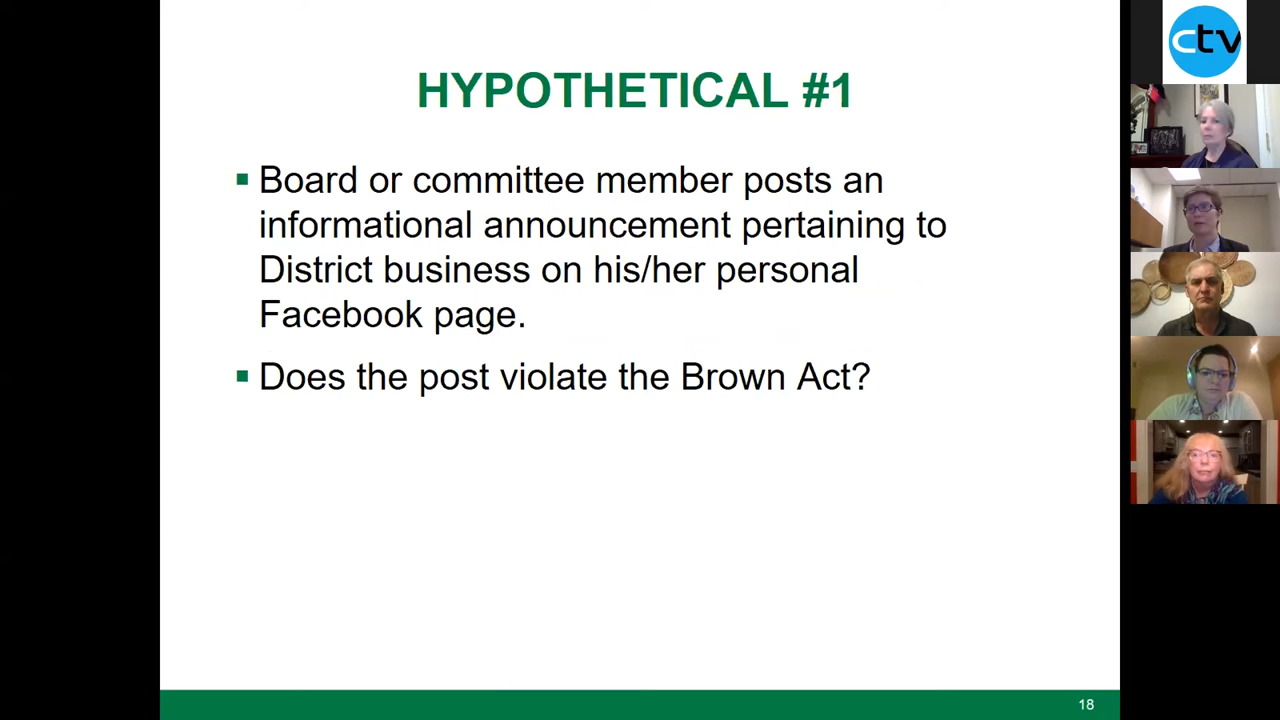 HYPOTHETICAL #1
▪ Board or committee member posts an
informational announcement pertaining to
District business on his/her personal
Facebook page.
▪ Does the post violate the Brown Act?
18
ctv